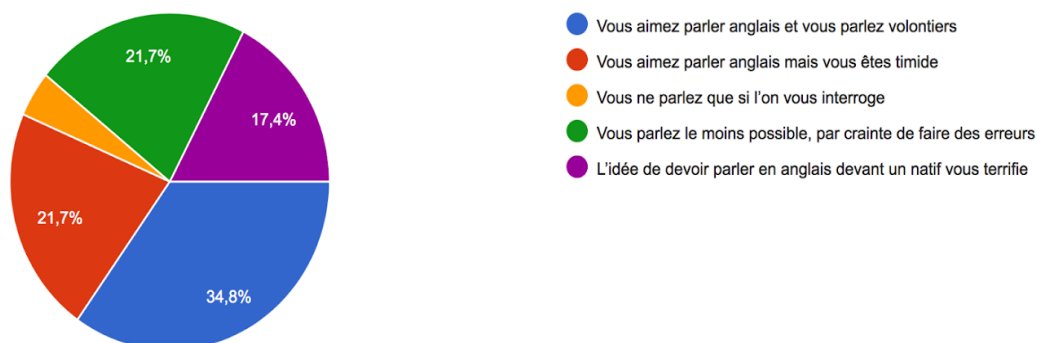 21,7%
17,4%
21,7%
34,8%
Vous aimez parler anglais et vous parlez volontiers
Vous aimez parler anglais mais vous êtes timide
Vous ne parlez que si l'on vous interroge
Vous parlez le moins possible, par crainte de faire des erreurs
L'idée de devoir parler en anglais devant un natif vous terrifie